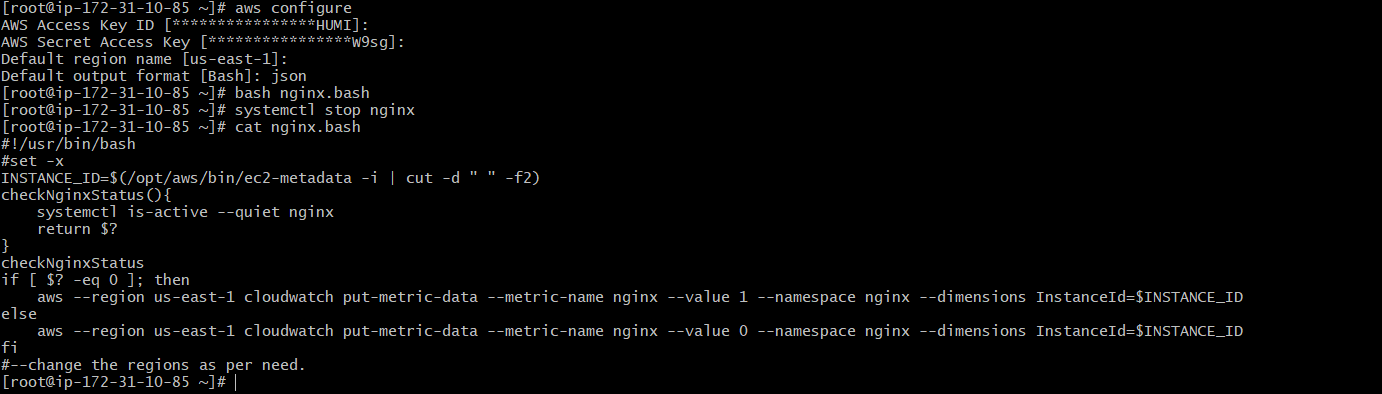 [root@ip-172-31-10-85 ~]# aws configure
AWS Access Key ID [****************HUMI]:
AWS Secret Access Key [****************W9sg]:
Default region name [us-east-1]:
Default output format [Bash]: json
[root@ip-172-31-10-85 ~]# bash nginx.bash
[root@ip-172-31-10-85 ~]# systemctl stop nginx
[root@ip-172-31-10-85 ~]# cat nginx.bash
#!/usr/bin/bash
#set -x
INSTANCE_ID=$(/opt/aws/bin/ec2-metadata -i | cut -d " " -f2)
checkNginxStatus(){
    systemctl is-active --quiet nginx
    return $?
}
checkNginxStatus
if [ $? -eq 0 ]; then
    aws --region us-east-1 cloudwatch put-metric-data --metric-name nginx --value 1 --namespace nginx --dimensions InstanceId=$INSTANCE_ID
else
    aws --region us-east-1 cloudwatch put-metric-data --metric-name nginx --value 0 --namespace nginx --dimensions InstanceId=$INSTANCE_ID
fi
#--change the regions as per need.
[root@ip-172-31-10-85 ~]#